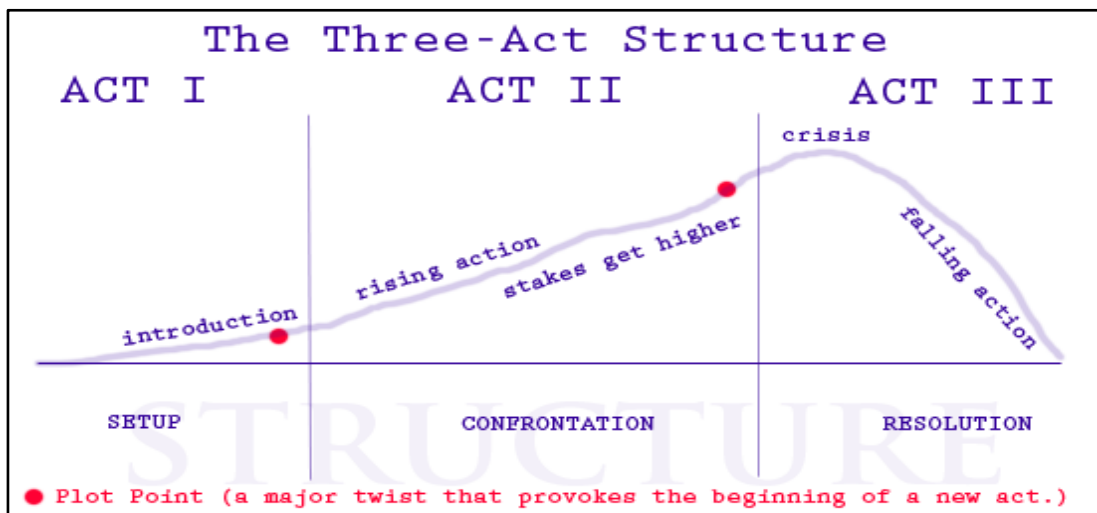 The Three-Act Structure
ACT I
ACT II
ACT III
crisis
rising action
stakes get higher
falling action
introduction
SETUP
CONFRONTATION
RESOLUTION
STRUCTURE
Plot Point (a major twist that provokes the beginning of a new act.)